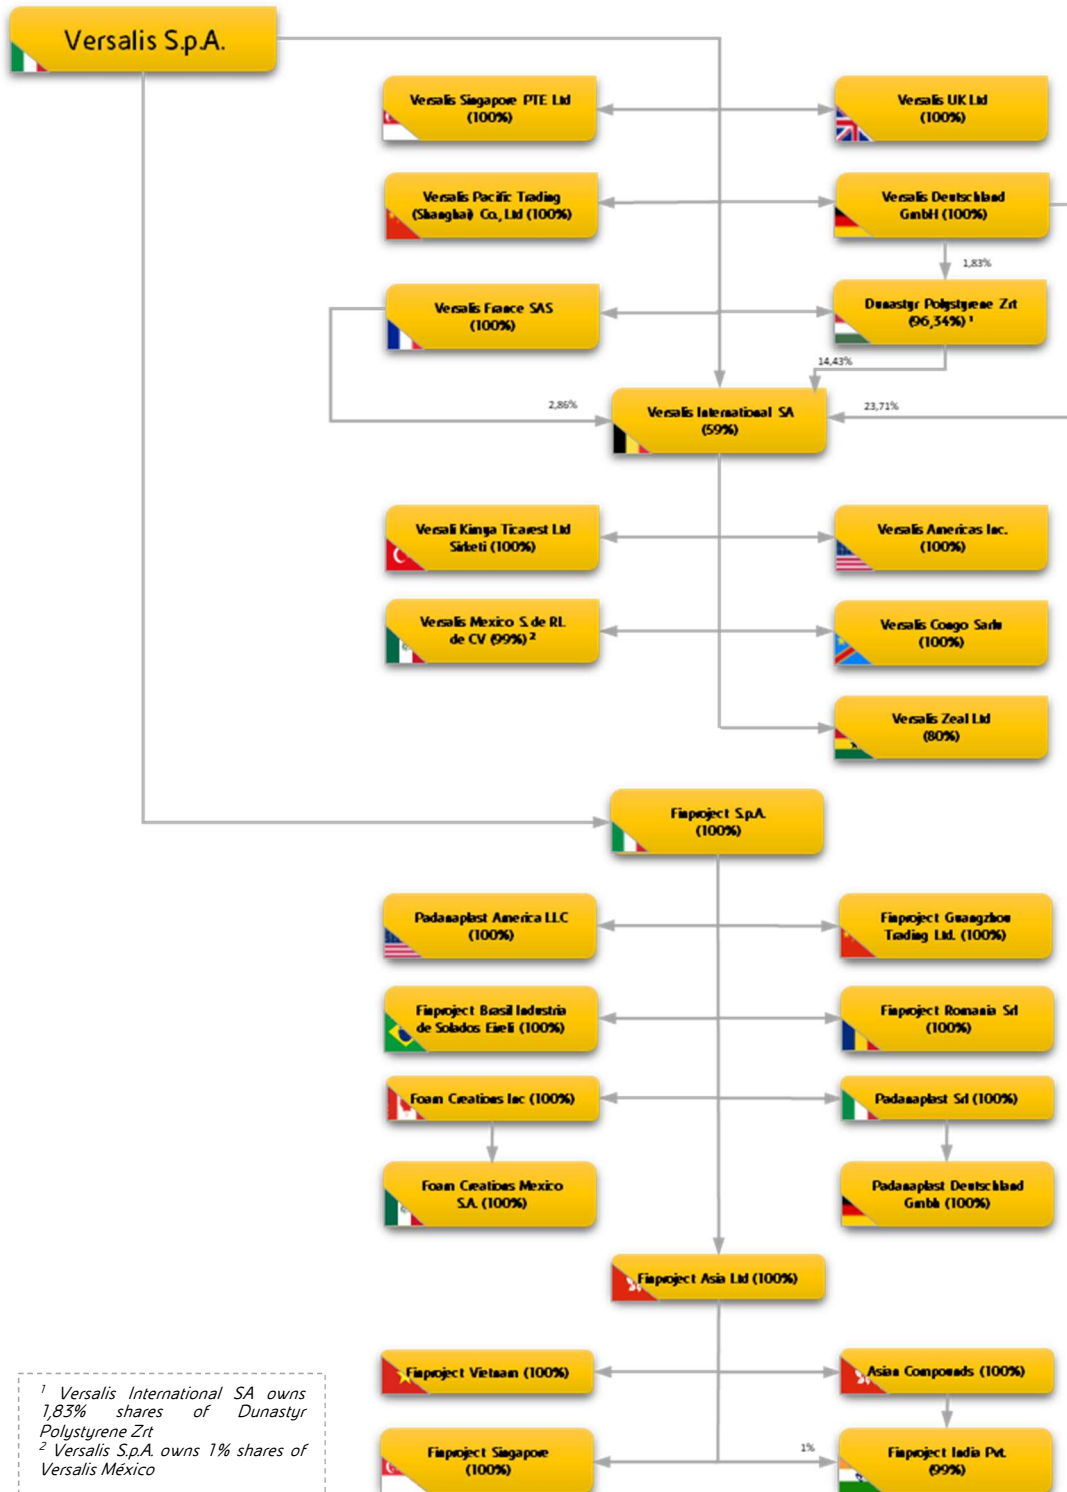 Versalis S.p.A.
Versalis Singapore PTE Ltd
(100%)
Versalis UK Ltd
(100%)
Versalis Pacific Trading
(Shanghai) Co., Ltd (100%)
Versalis Deutschland
GmbH (100%)
1,83%
Versalis France SAS
(100%)
Dunastyr Polystyrene Zrt
(96,34%) ¹
14,43%
2,86%
Versalis International SA
(59%)
23,71%
Versali Kimya Ticarest Ltd
Sirketi (100%)
Versalis Americas Inc.
(100%)
Versalis Mexico S. de RL
de CV (99%) ²
Versalis Congo Sarlu
(100%)
Versalis Zeal Ltd
(80%)
Finproject S.p.A.
(100%)
Padanaplast America LLC
(100%)
Finproject Guangzhou
Trading Ltd. (100%)
Finproject Brasil Industria
de Solados Eireli (100%)
Finproject Romania Srl
(100%)
Foam Creations Inc (100%)
Padanaplast Srl (100%)
Foam Creations Mexico
S.A. (100%)
Padanaplast Deutschland
Gmbh (100%)
Finproject Asia Ltd (100%)
Finproject Vietnam (100%)
Asian Compounds (100%)
Finproject Singapore
(100%)
1%
Finproject India Pvt.
(99%)
¹ Versalis International SA owns
1,83% shares of Dunastyr
Polystyrene Zrt
² Versalis S.p.A. owns 1% shares of
Versalis México